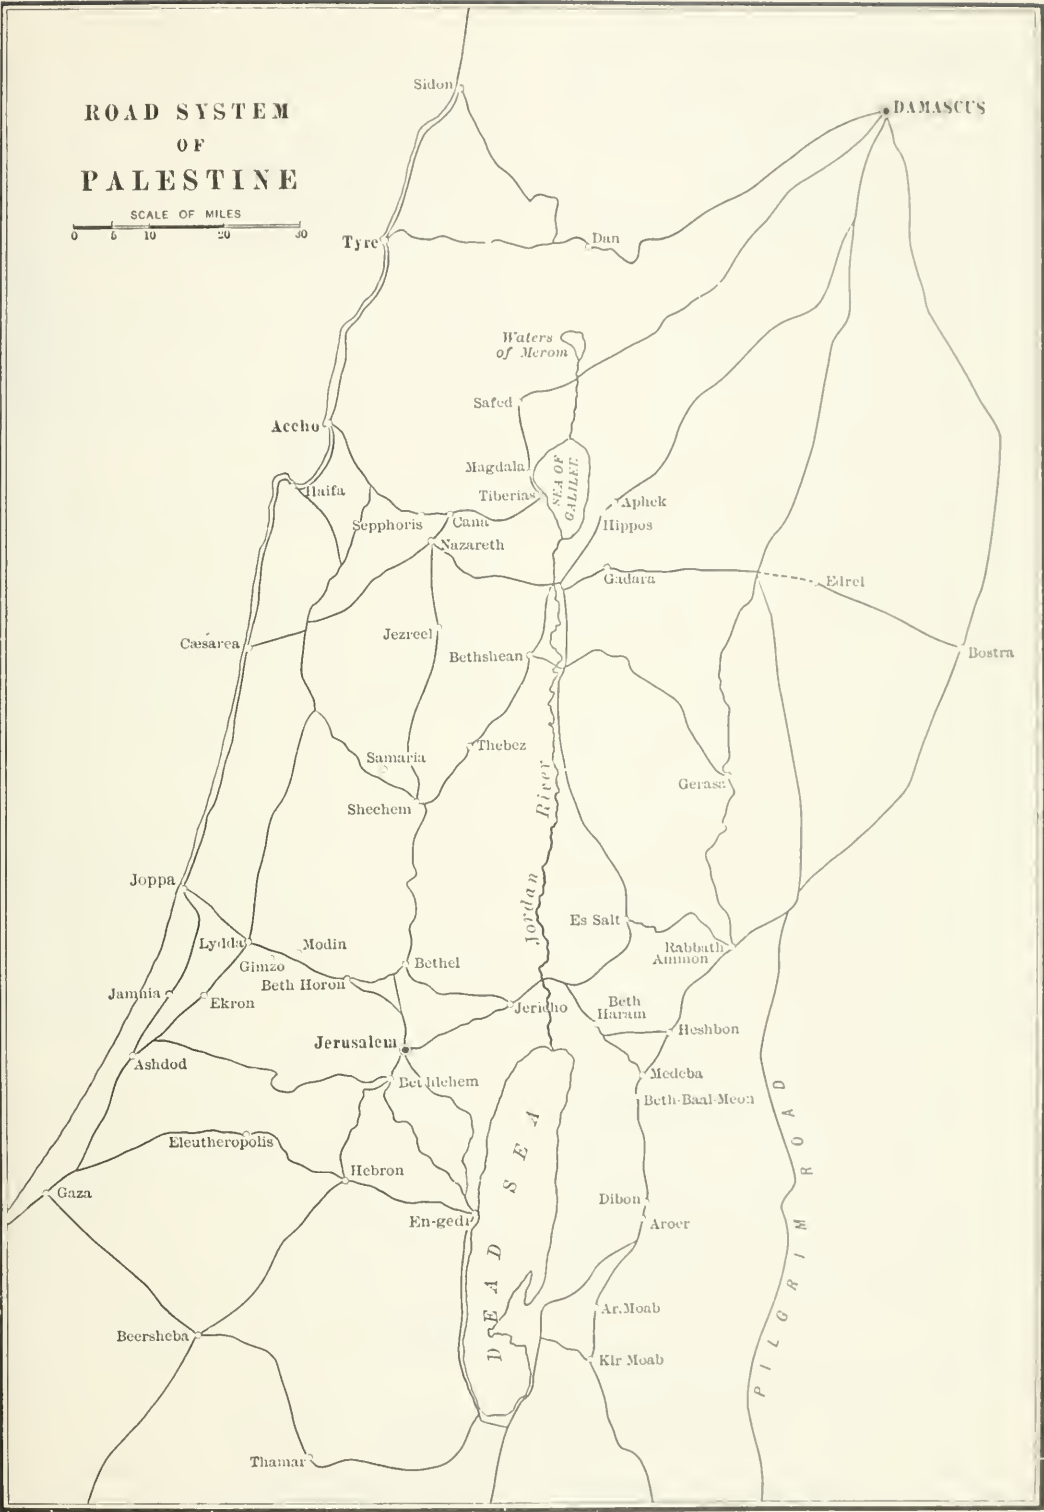 ROAD SYSTEM
OF
PALESTINE
SCALE OF MILES
0 5 10 20 30
Sidon
DAMASCUS
Tyre
Dan
Waters
of Merom
Safed
Accho
Magdala
SEA OF
GALILEE
Tiberias
Haifa
Aphek
Sepphoris
Cana
Hippos
Nazareth
Gadara
Edrei
Cæsarea
Jezreel
Bethshean
Bostra
Thebez
Samaria
Shechem
Gerasa
Jordan River
Joppa
Es Salt
Lydda
Modin
Rabbath
Ammon
Gimzo
Bethel
Beth Horon
Jamnia
Ekron
Jericho
Beth
Haram
Heshbon
Jerusalem
Ashdod
Medeba
Bethlehem
Beth-Baal-Meon
Eleutheropolis
DEAD SEA
PILGRIM ROAD
Hebron
Gaza
Dibon
En-gedi
Aroer
Ar.Moab
Beersheba
Kir Moab
Thamar